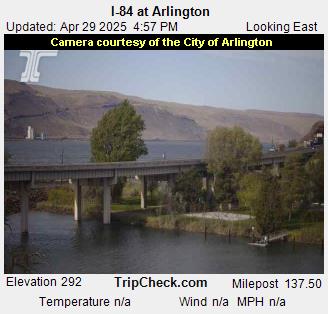 I-84 at Arlington
Updated: Apr 29 2025 4:57 PM Looking East
Camera courtesy of the City of Arlington
Elevation 292 TripCheck.com Milepost 137.50
Temperature n/a Wind n/a MPH n/a